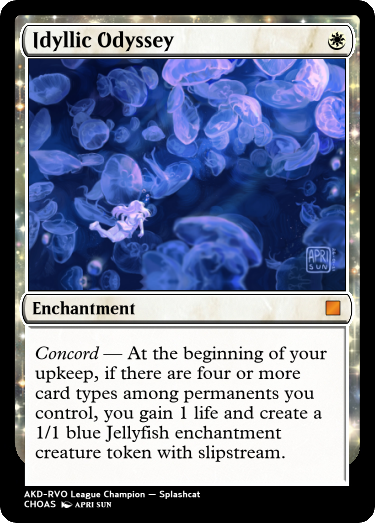 Idyllic Odyssey
APRI
SUN
Enchantment
Concord — At the beginning of your
upkeep, if there are four or more
card types among permanents you
control, you gain 1 life and create a
1/1 blue Jellyfish enchantment
creature token with slipstream.
AKD-RVO League Champion — Splashcat
CHOAS APRI SUN